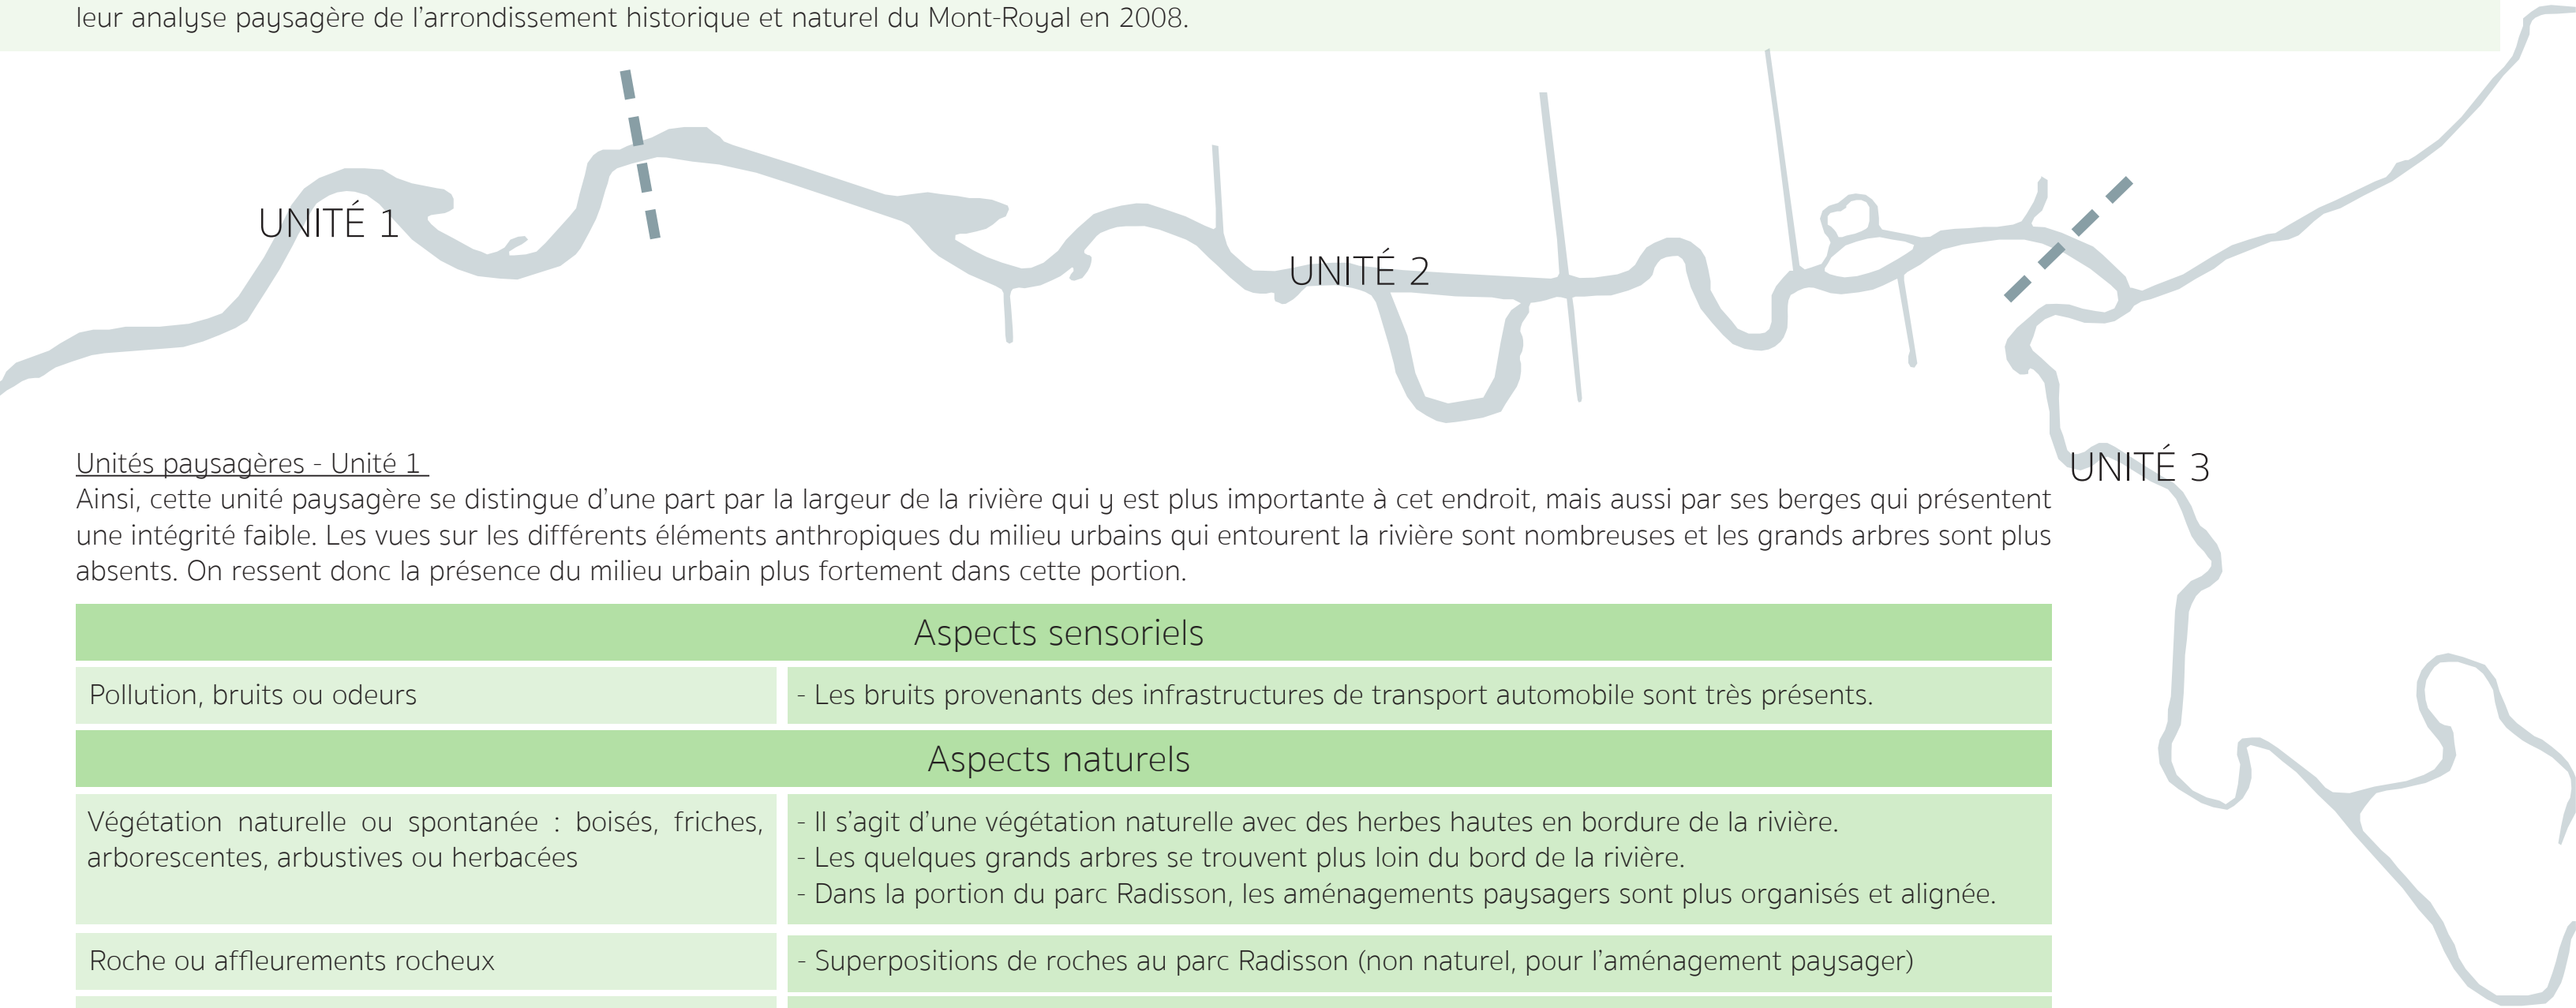 leur analyse paysagère de l'arrondissement historique et naturel du Mont-Royal en 2008.
UNITÉ 1
UNITÉ 2
UNITÉ 3
Unités paysagères - Unité 1
Ainsi, cette unité paysagère se distingue d'une part par la largeur de la rivière qui y est plus importante à cet endroit, mais aussi par ses berges qui présentent
une intégrité faible. Les vues sur les différents éléments anthropiques du milieu urbains qui entourent la rivière sont nombreuses et les grands arbres sont plus
absents. On ressent donc la présence du milieu urbain plus fortement dans cette portion.
Aspects sensoriels
Pollution, bruits ou odeurs
- Les bruits provenants des infrastructures de transport automobile sont très présents.
Aspects naturels
Végétation naturelle ou spontanée : boisés, friches,
arborescentes, arbustives ou herbacées
- Il s'agit d'une végétation naturelle avec des herbes hautes en bordure de la rivière.
- Les quelques grands arbres se trouvent plus loin du bord de la rivière.
- Dans la portion du parc Radisson, les aménagements paysagers sont plus organisés et alignée.
Roche ou affleurements rocheux
- Superpositions de roches au parc Radisson (non naturel, pour l'aménagement paysager)